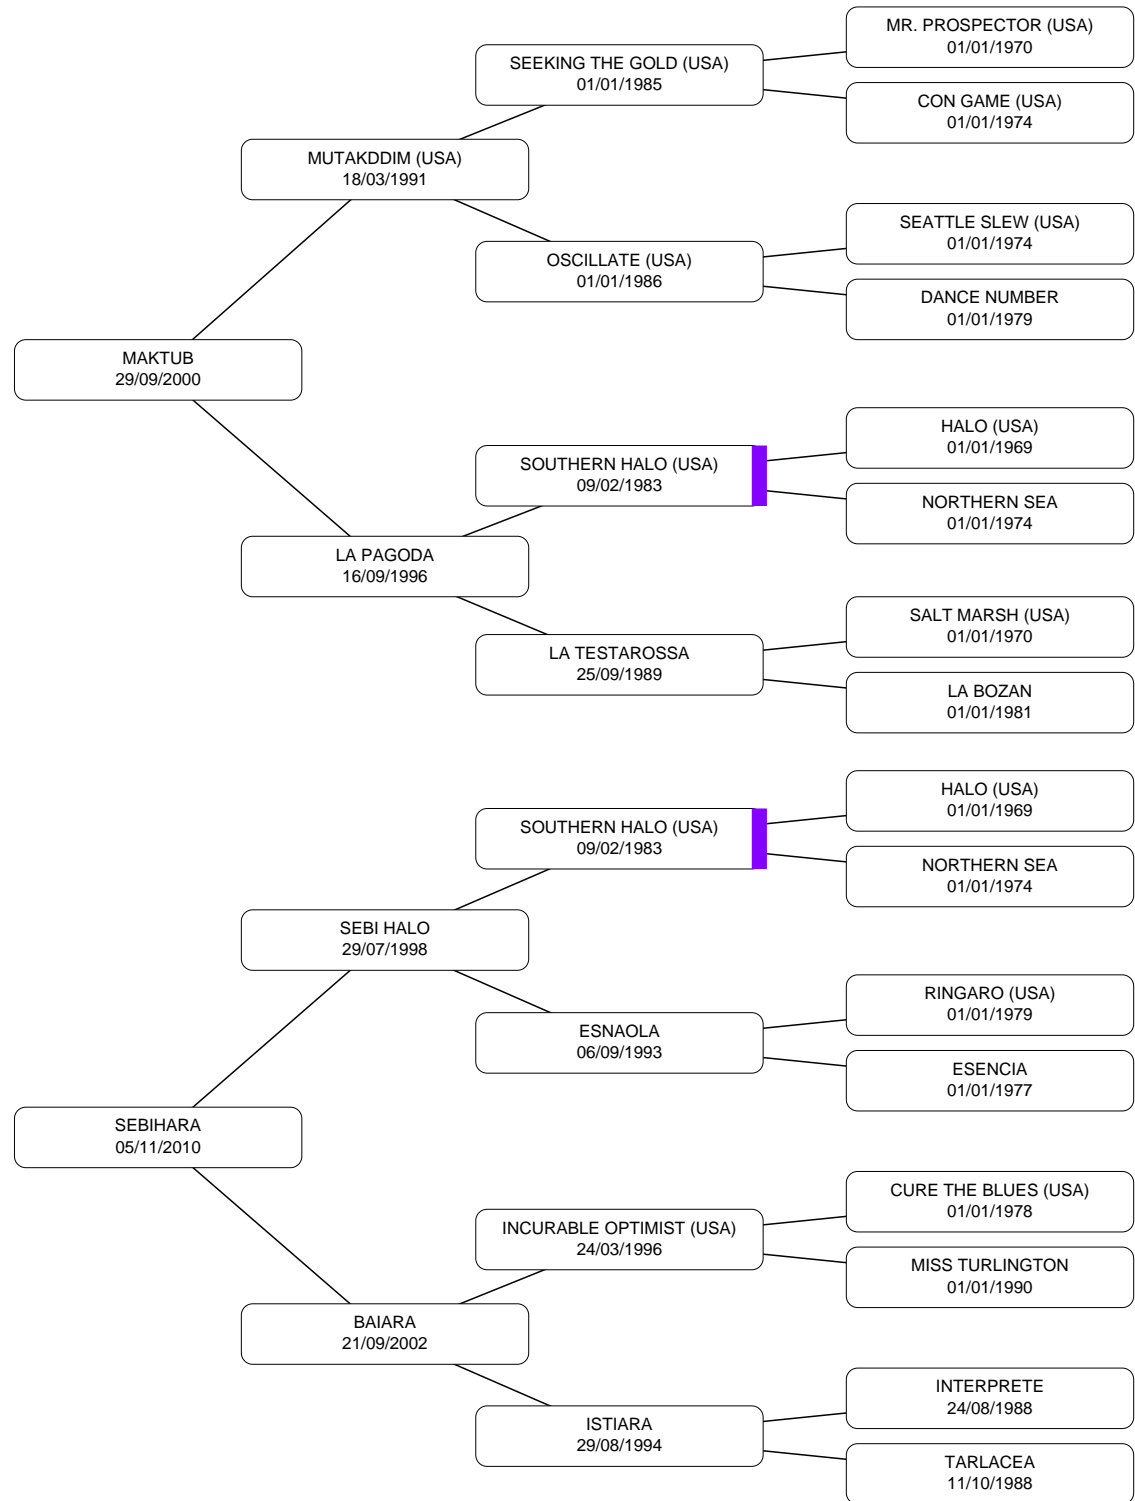 MR. PROSPECTOR (USA)
01/01/1970
SEEKING THE GOLD (USA)
01/01/1985
CON GAME (USA)
01/01/1974
MUTAKDDIM (USA)
18/03/1991
SEATTLE SLEW (USA)
01/01/1974
OSCILLATE (USA)
01/01/1986
DANCE NUMBER
01/01/1979
MAKTUB
29/09/2000
HALO (USA)
01/01/1969
SOUTHERN HALO (USA)
09/02/1983
NORTHERN SEA
01/01/1974
LA PAGODA
16/09/1996
SALT MARSH (USA)
01/01/1970
LA TESTAROSSA
25/09/1989
LA BOZAN
01/01/1981
HALO (USA)
01/01/1969
SOUTHERN HALO (USA)
09/02/1983
NORTHERN SEA
01/01/1974
SEBI HALO
29/07/1998
RINGARO (USA)
01/01/1979
ESNAOLA
06/09/1993
ESENCIA
01/01/1977
SEBIHARA
05/11/2010
CURE THE BLUES (USA)
01/01/1978
INCURABLE OPTIMIST (USA)
24/03/1996
MISS TURLINGTON
01/01/1990
BAIARA
21/09/2002
INTERPRETE
24/08/1988
ISTIARA
29/08/1994
TARLACEA
11/10/1988